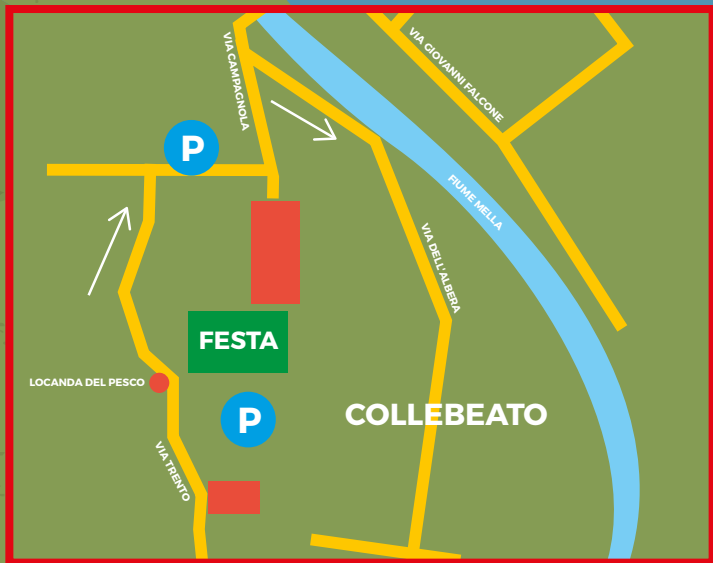 VIA CAMPAGNOLA
VIA GIOVANNI FALCONE
P
FIUME MELLA
VIA DELL'ALBERA
FESTA
LOCANDA DEL PESCO
COLLEBEATO
P
VIA TRENTO